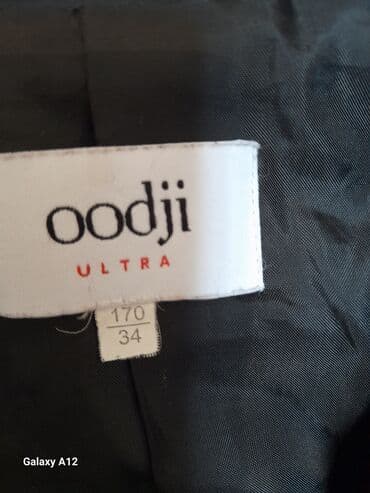 oodji
ULTRA
170
34
Galaxy A12